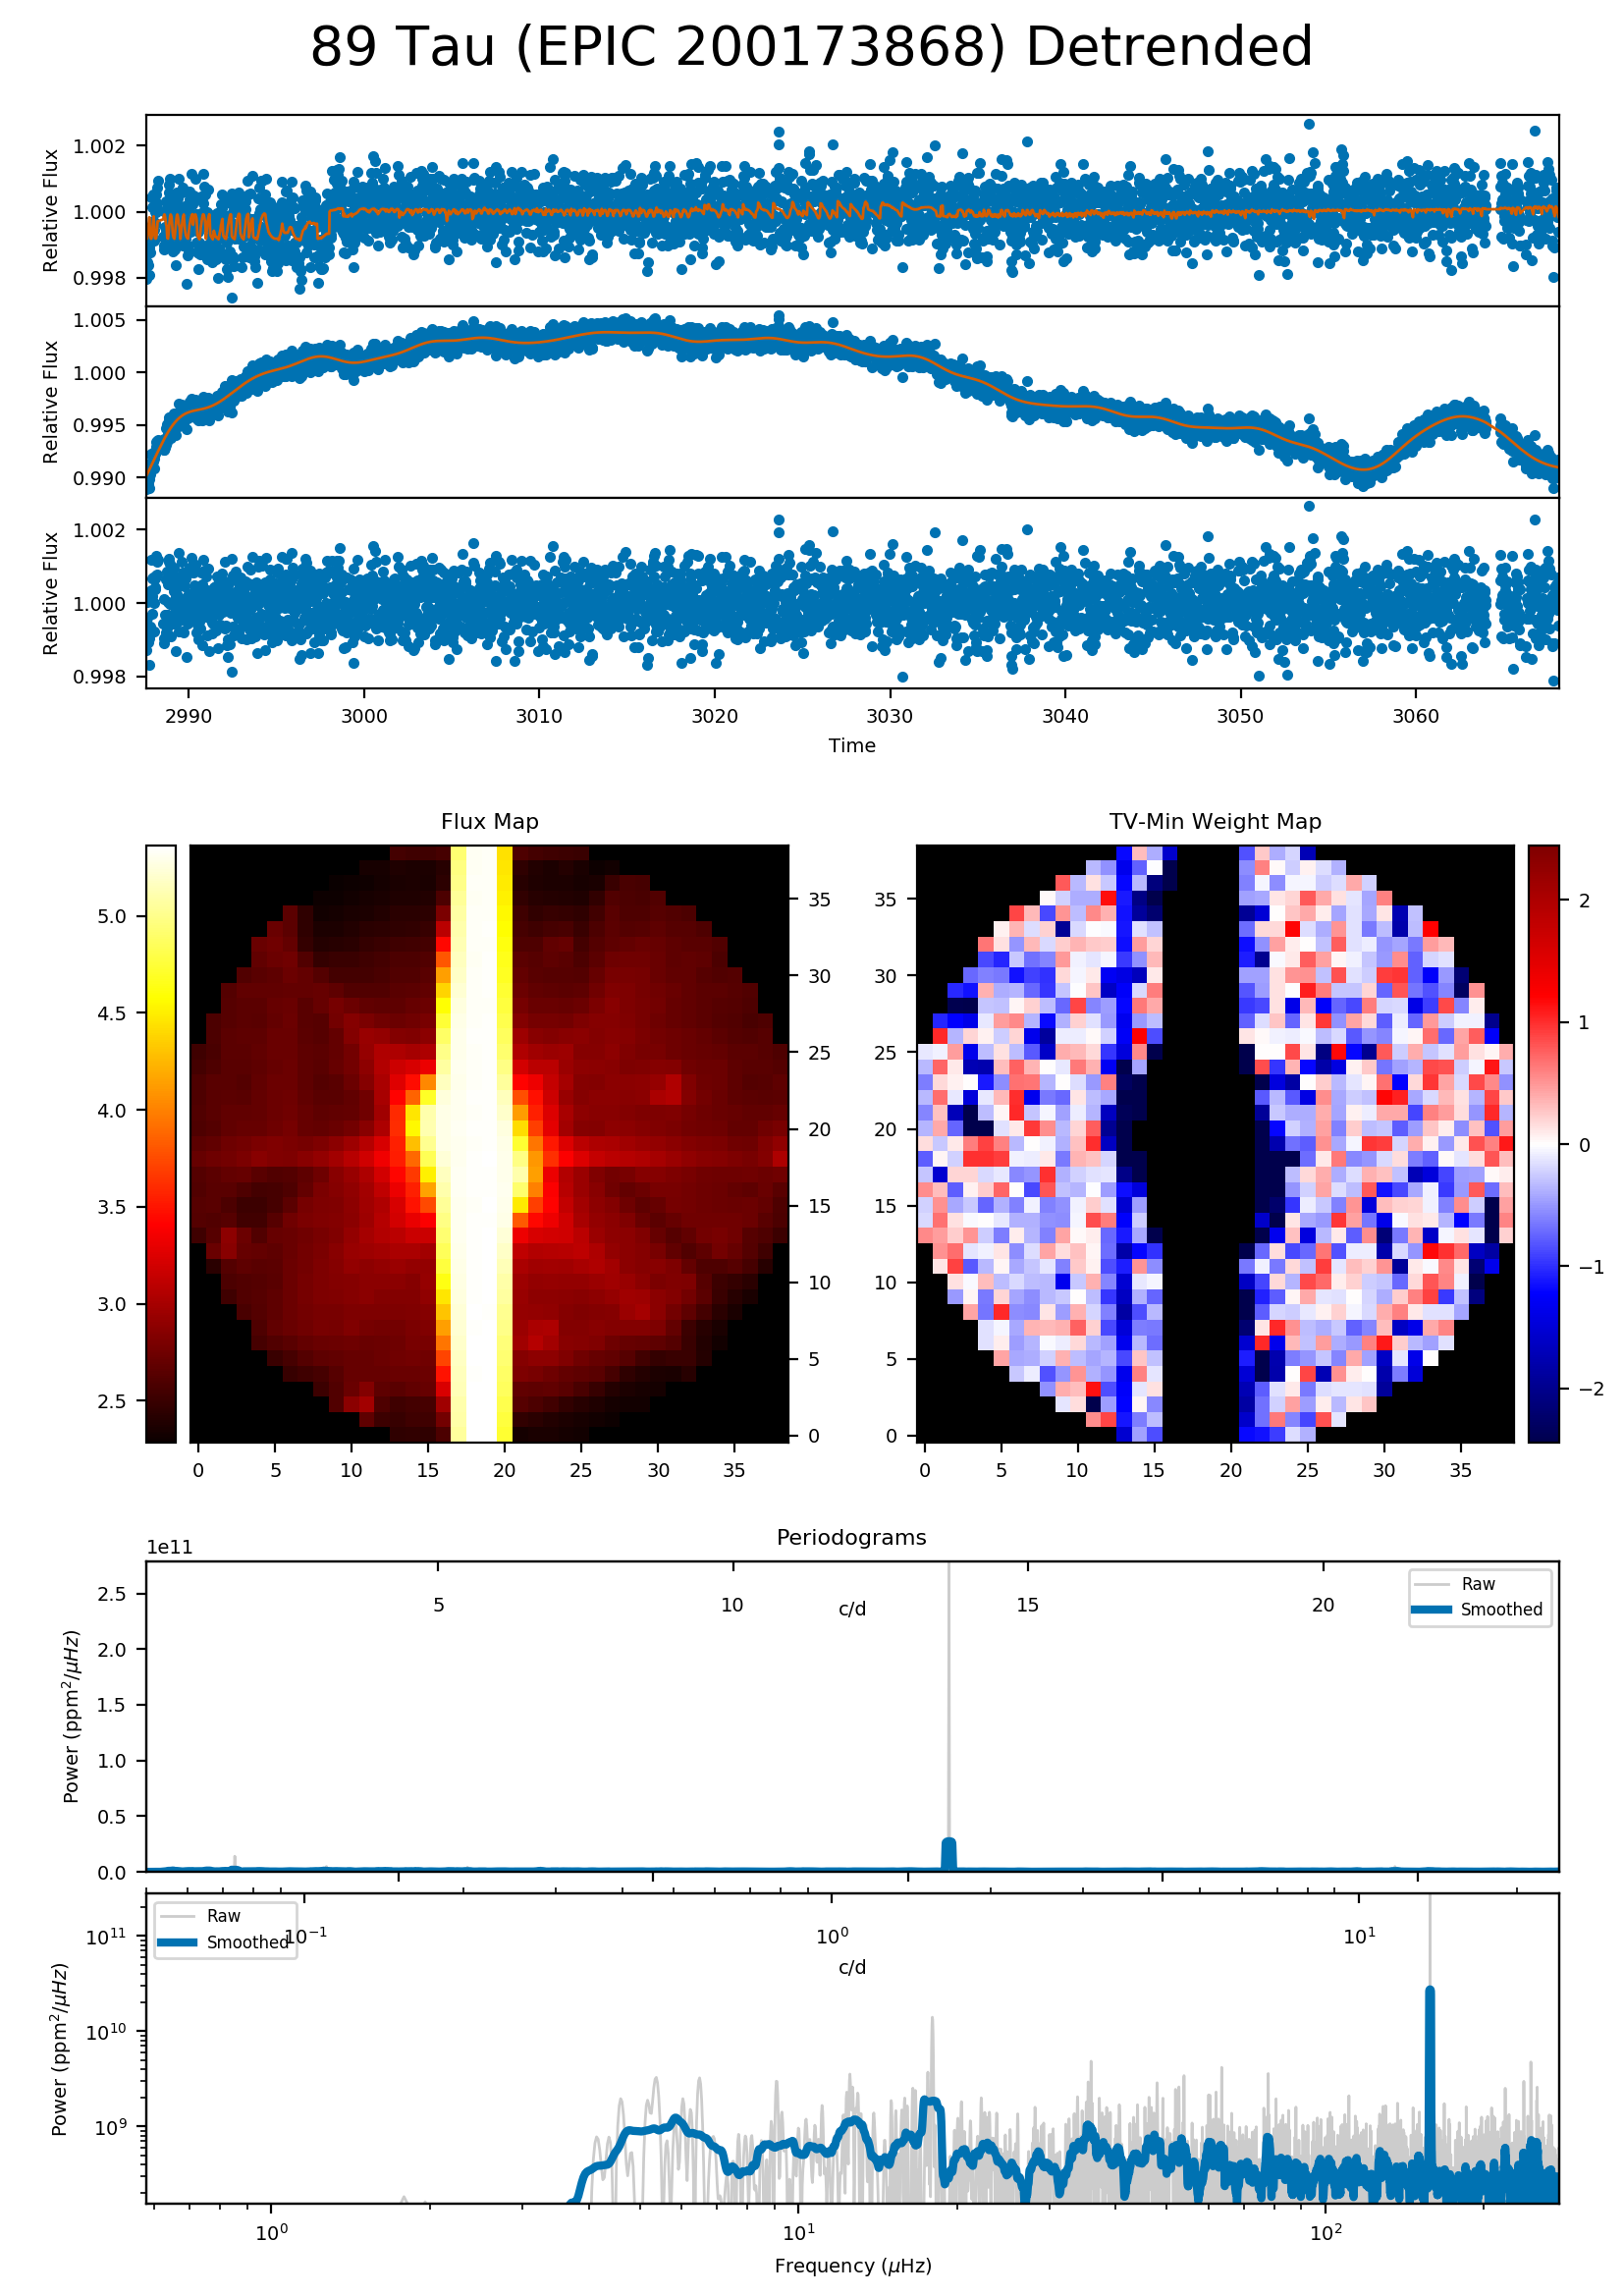 89 Tau (EPIC 200173868) Detrended
1.002
1.000
0.998
Relative Flux
1.005
1.000
0.995
0.990
Relative Flux
1.002
1.000
0.998
Relative Flux
2990 3000 3010 3020 3030 3040 3050 3060
Time
Flux Map
5.0
4.5
4.0
3.5
3.0
2.5
35
30
25
20
15
10
5
0
0 5 10 15 20 25 30 35
TV-Min Weight Map
35
30
25
20
15
10
5
0
0 5 10 15 20 25 30 35
2
1
0
−1
−2
Periodograms
1e11
2.5
2.0
1.5
1.0
0.5
0.0
Power (ppm²/μHz)
5 10 15 20
c/d
Raw
Smoothed
Raw
Smoothed
10⁻¹ 10⁰ 10¹
c/d
10¹¹
10¹⁰
10⁹
Power (ppm²/μHz)
10⁰ 10¹ 10²
Frequency (μHz)